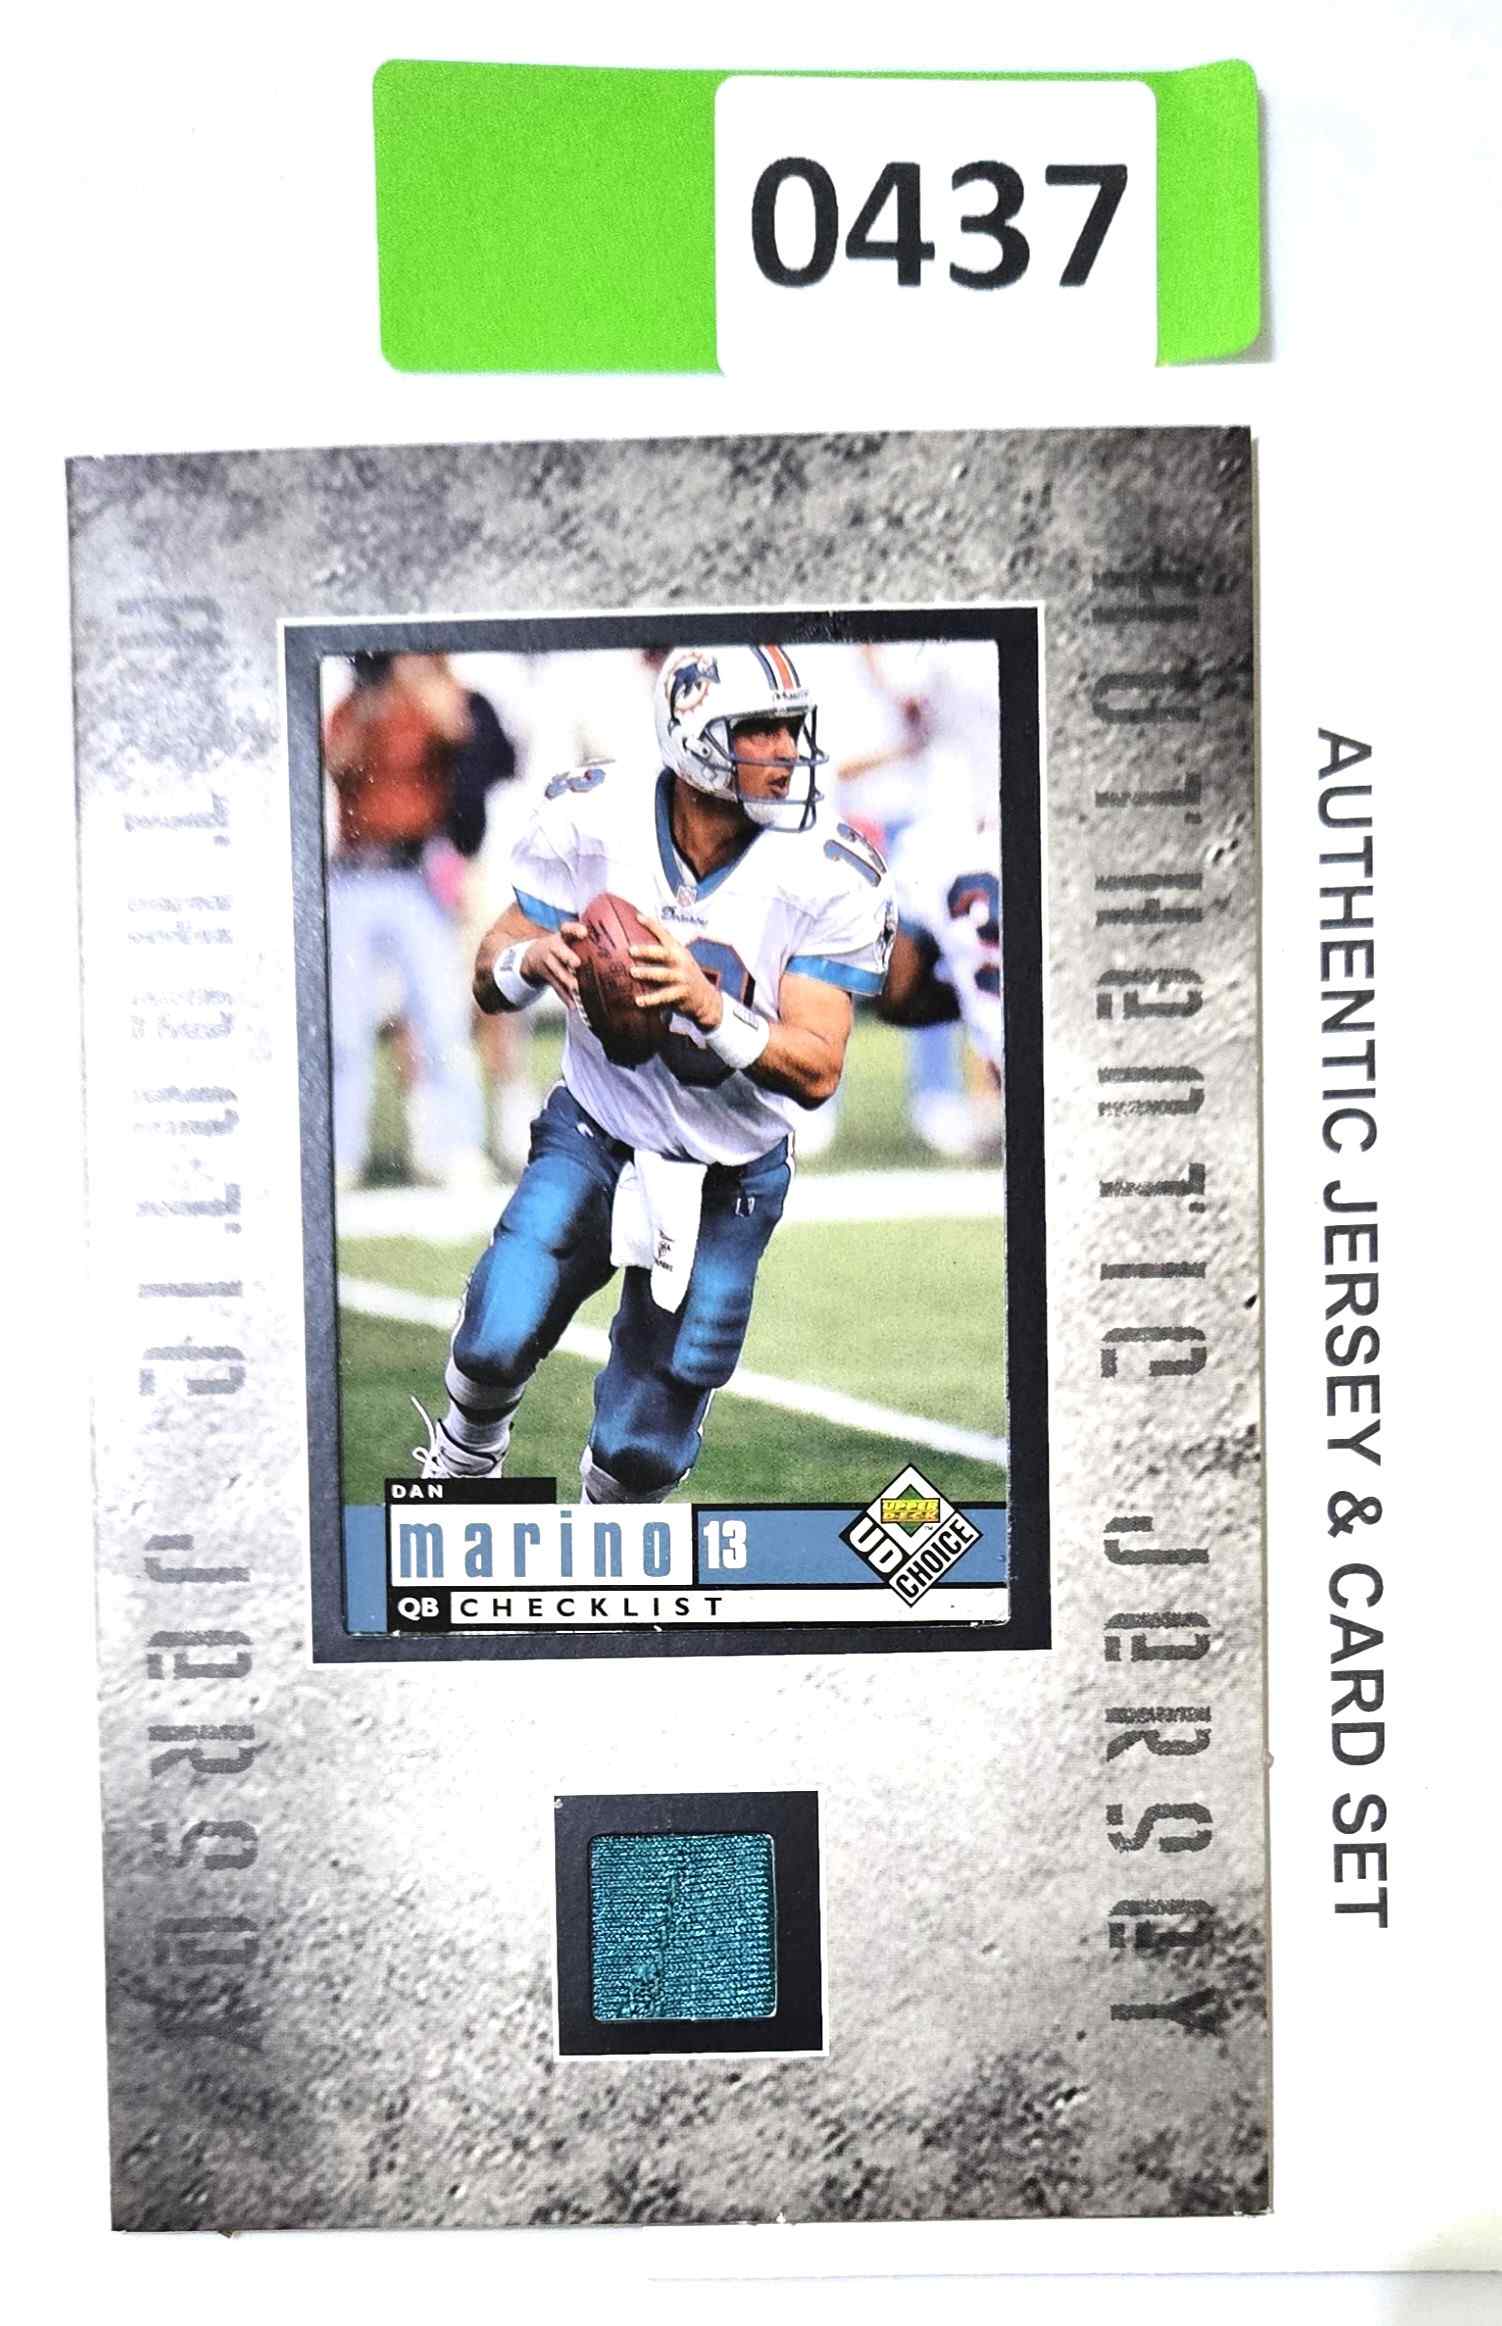 0437
AUTHENTIC JERSEY
AUTHENTIC JERSEY
AUTHENTIC JERSEY & CARD SET
DAN
marino 13
QB CHECKLIST
UPPER DECK
UD CHOICE